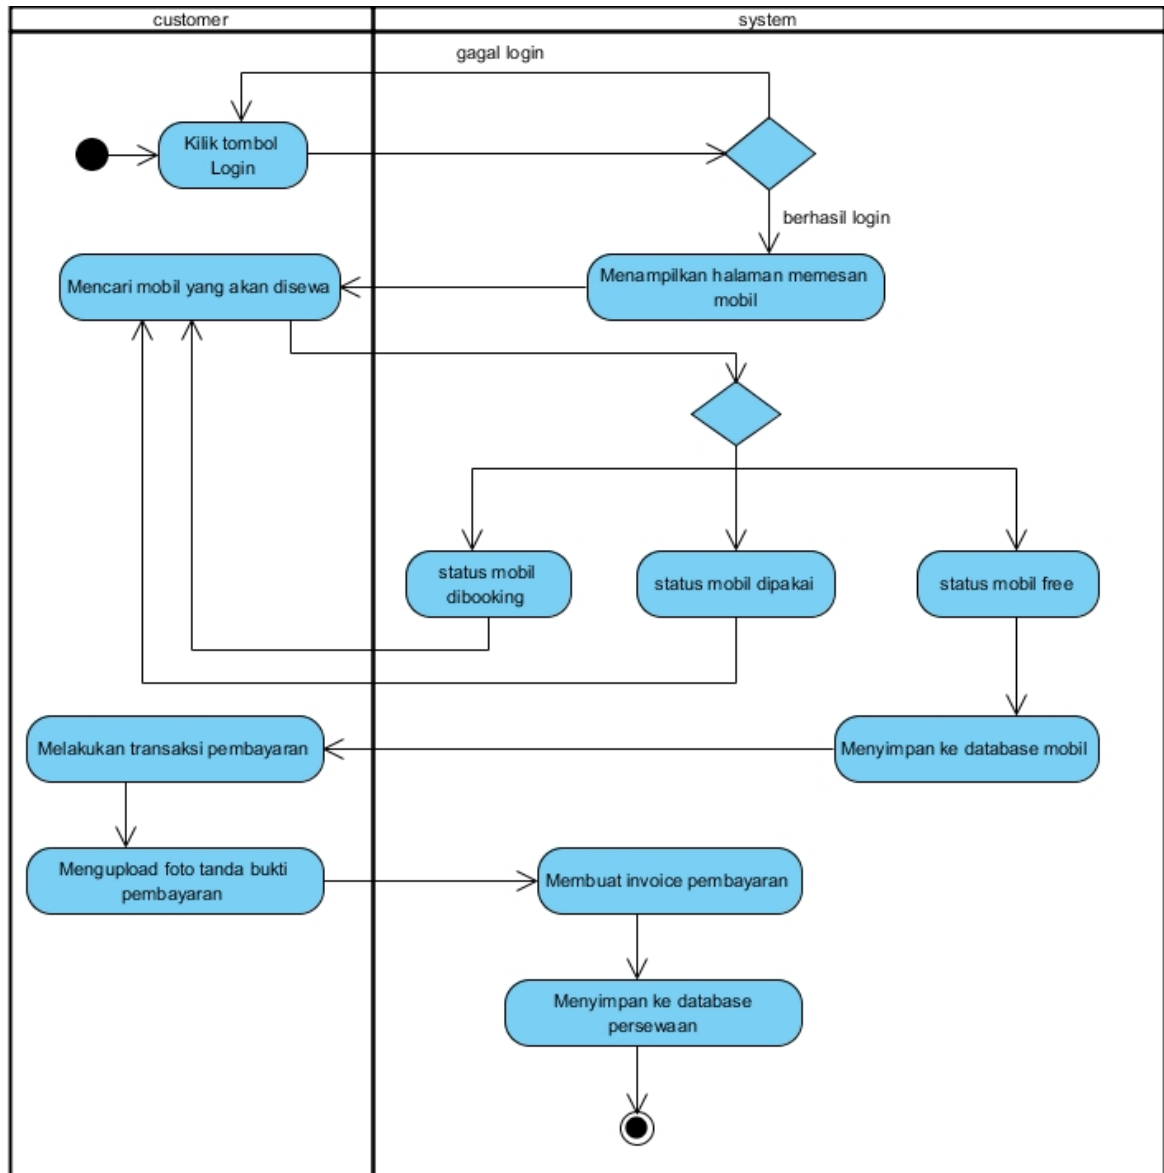 customer
system
gagal login
Kilik tombol
Login
berhasil login
Mencari mobil yang akan disewa
Menampilkan halaman memesan
mobil
status mobil
dibooking
status mobil dipakai
status mobil free
Melakukan transaksi pembayaran
Menyimpan ke database mobil
Mengupload foto tanda bukti
pembayaran
Membuat invoice pembayaran
Menyimpan ke database
persewaan